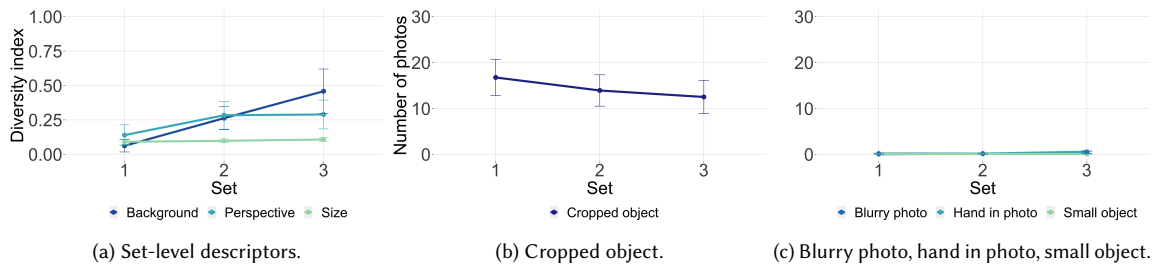 Diversity index
1.00
0.75
0.50
0.25
0.00
1 2 3
Set
Background Perspective Size
(a) Set-level descriptors.
Number of photos
30
20
10
0
1 2 3
Set
Cropped object
(b) Cropped object.
30
20
10
0
1 2 3
Set
Blurry photo Hand in photo Small object
(c) Blurry photo, hand in photo, small object.